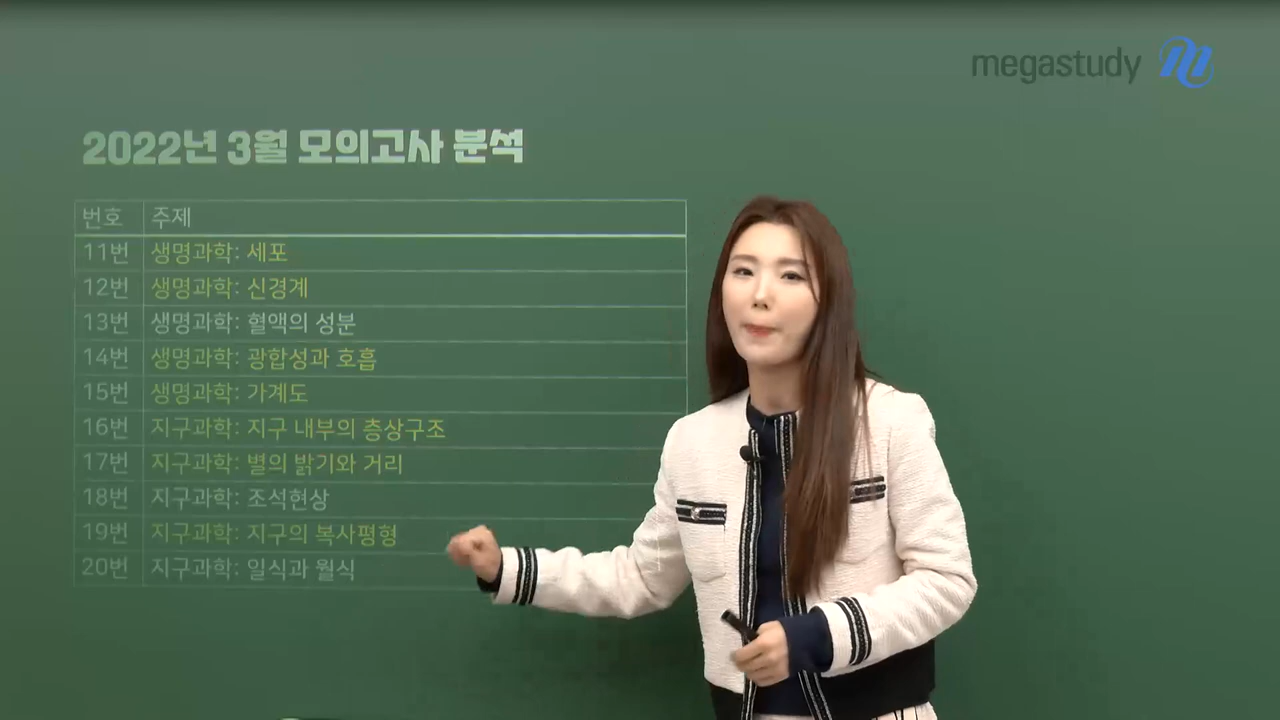 megastudy
2022년 3월 모의고사 분석
번호 주제
11번 생명과학: 세포
12번 생명과학: 신경계
13번 생명과학: 혈액의 성분
14번 생명과학: 광합성과 호흡
15번 생명과학: 가계도
16번 지구과학: 지구 내부의 층상구조
17번 지구과학: 별의 밝기와 거리
18번 지구과학: 조석현상
19번 지구과학: 지구의 복사평형
20번 지구과학: 일식과 월식